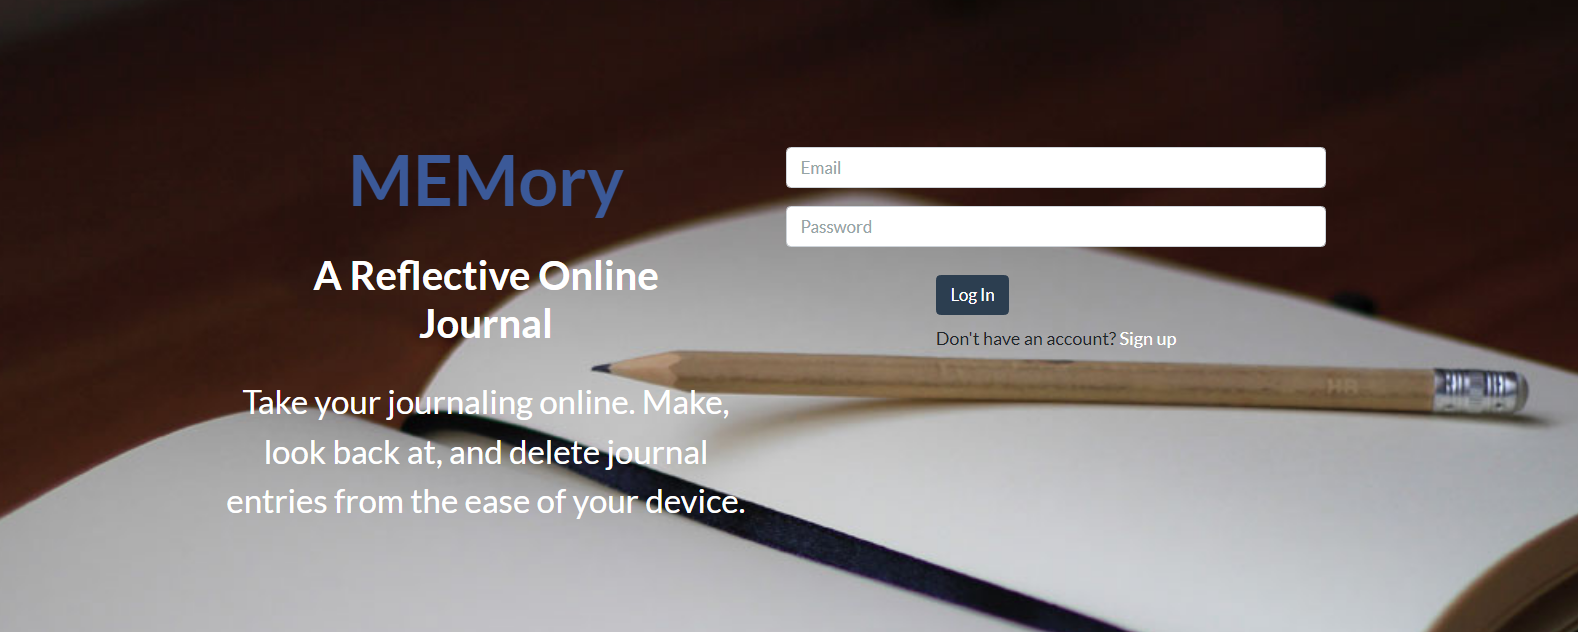 MEMory
A Reflective Online
Journal
Take your journaling online. Make,
look back at, and delete journal
entries from the ease of your device.
Email
Password
Log In
Don't have an account? Sign up
HB